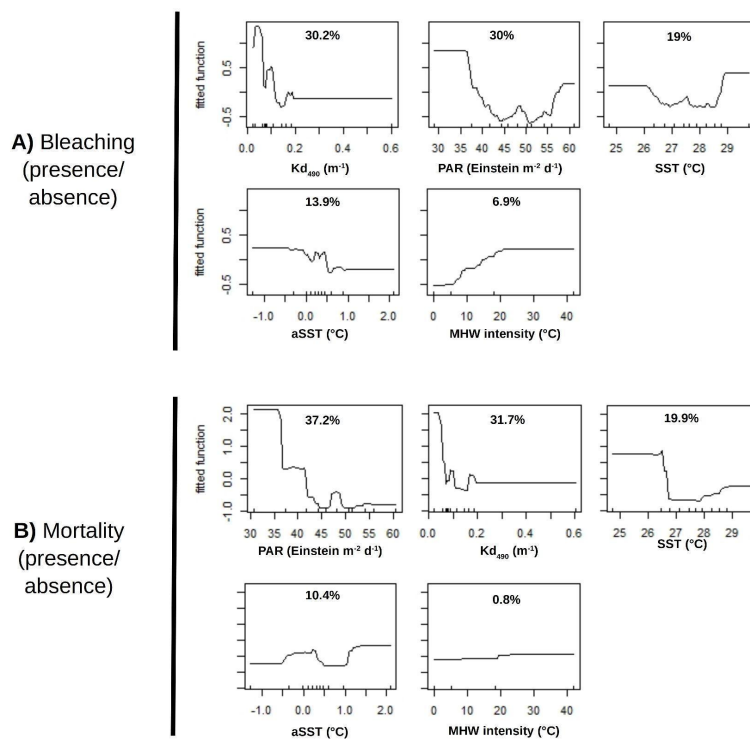 A) Bleaching
(presence/
absence)
fitted function
0.5
-0.5
30.2%
0.0 0.2 0.4 0.6
Kd490 (m-1)
30%
30 35 40 45 50 55 60
PAR (Einstein m-2 d-1)
19%
25 26 27 28 29
SST (°C)
fitted function
0.5
-0.5
13.9%
-1.0 0.0 1.0 2.0
aSST (°C)
6.9%
0 10 20 30 40
MHW intensity (°C)
B) Mortality
(presence/
absence)
fitted function
2.0
1.0
0.0
-1.0
37.2%
30 35 40 45 50 55 60
PAR (Einstein m-2 d-1)
31.7%
0.0 0.2 0.4 0.6
Kd490 (m-1)
19.9%
25 26 27 28 29
SST (°C)
10.4%
-1.0 0.0 1.0 2.0
aSST (°C)
0.8%
0 10 20 30 40
MHW intensity (°C)